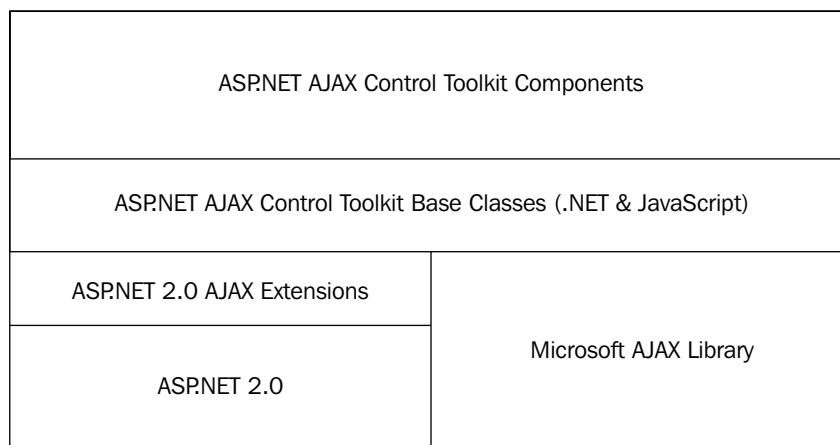 ASP.NET AJAX Control Toolkit Components
ASP.NET AJAX Control Toolkit Base Classes (.NET & JavaScript)
ASP.NET 2.0 AJAX Extensions
Microsoft AJAX Library
ASP.NET 2.0